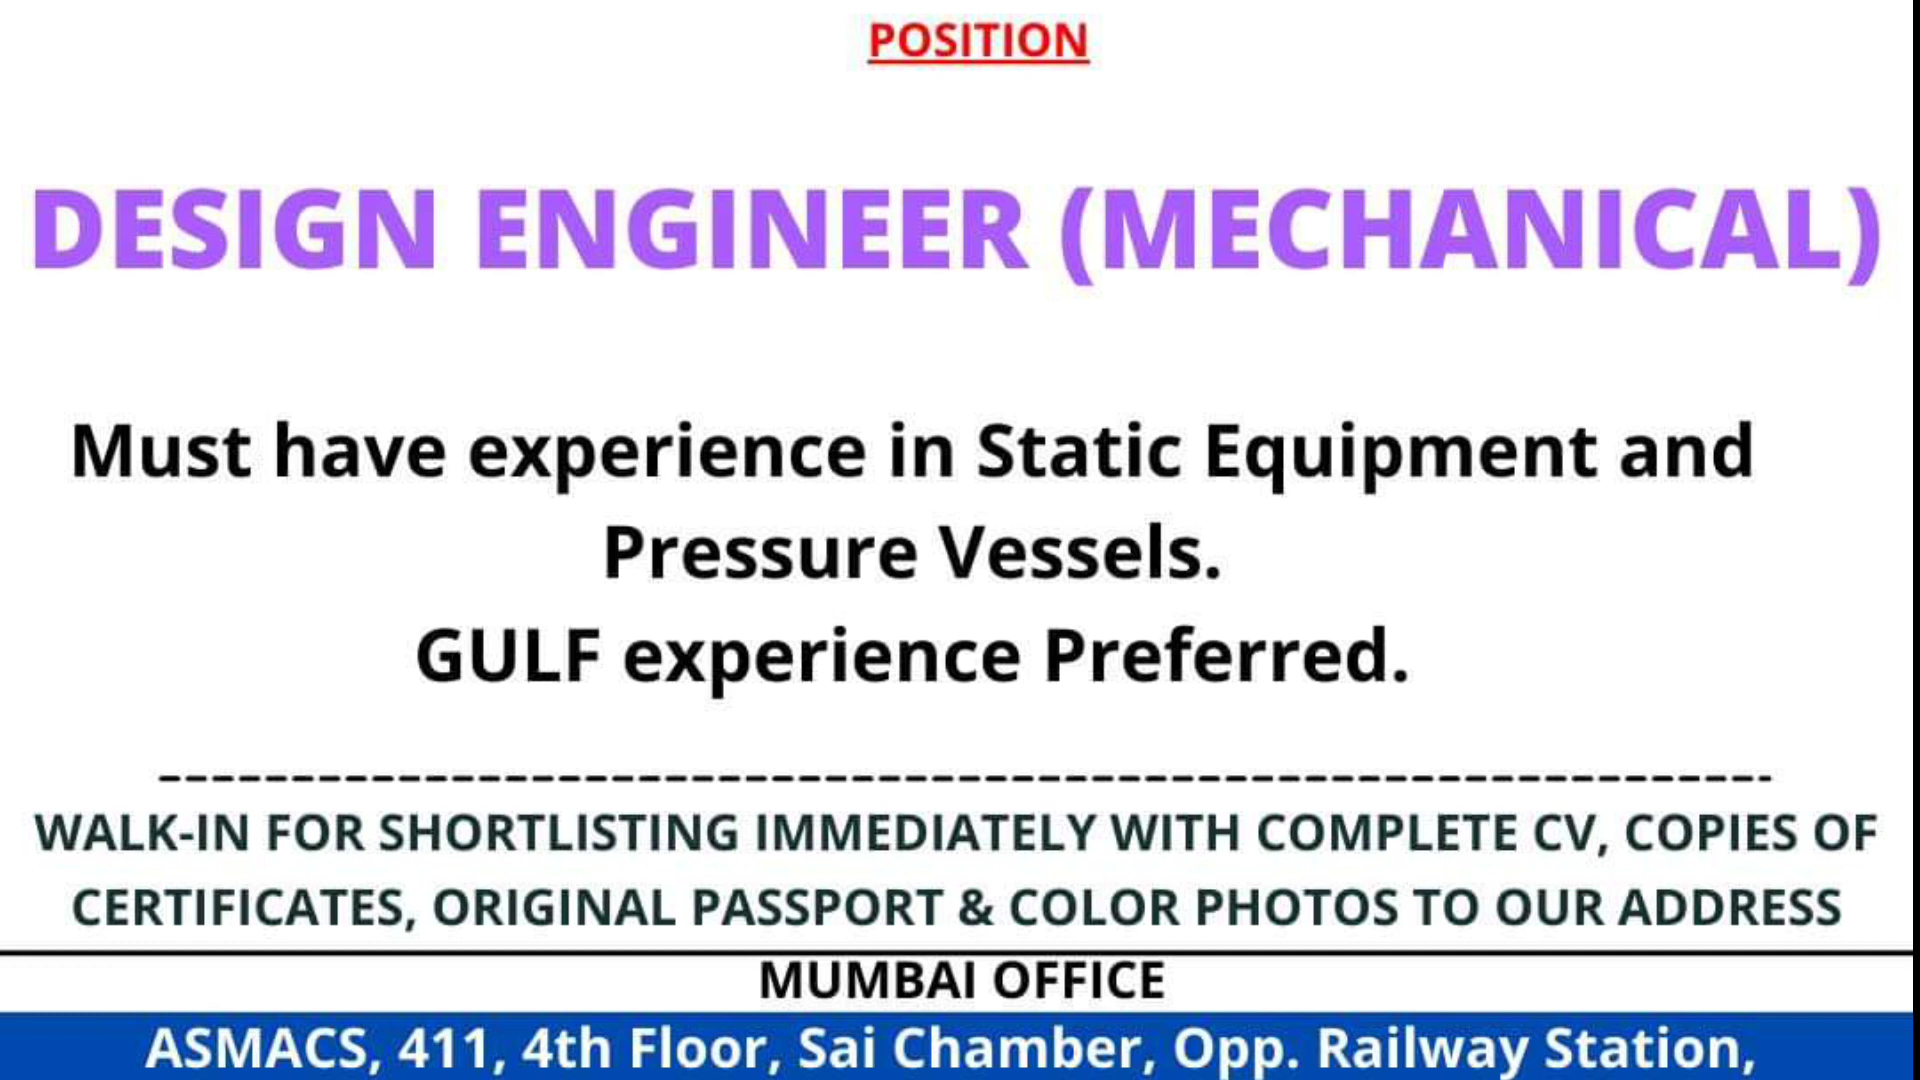 POSITION
DESIGN ENGINEER (MECHANICAL)
Must have experience in Static Equipment and
Pressure Vessels.
GULF experience Preferred.
-------------------------------------------------------------
WALK-IN FOR SHORTLISTING IMMEDIATELY WITH COMPLETE CV, COPIES OF
CERTIFICATES, ORIGINAL PASSPORT & COLOR PHOTOS TO OUR ADDRESS
MUMBAI OFFICE
ASMACS, 411, 4th Floor, Sai Chamber, Opp. Railway Station,